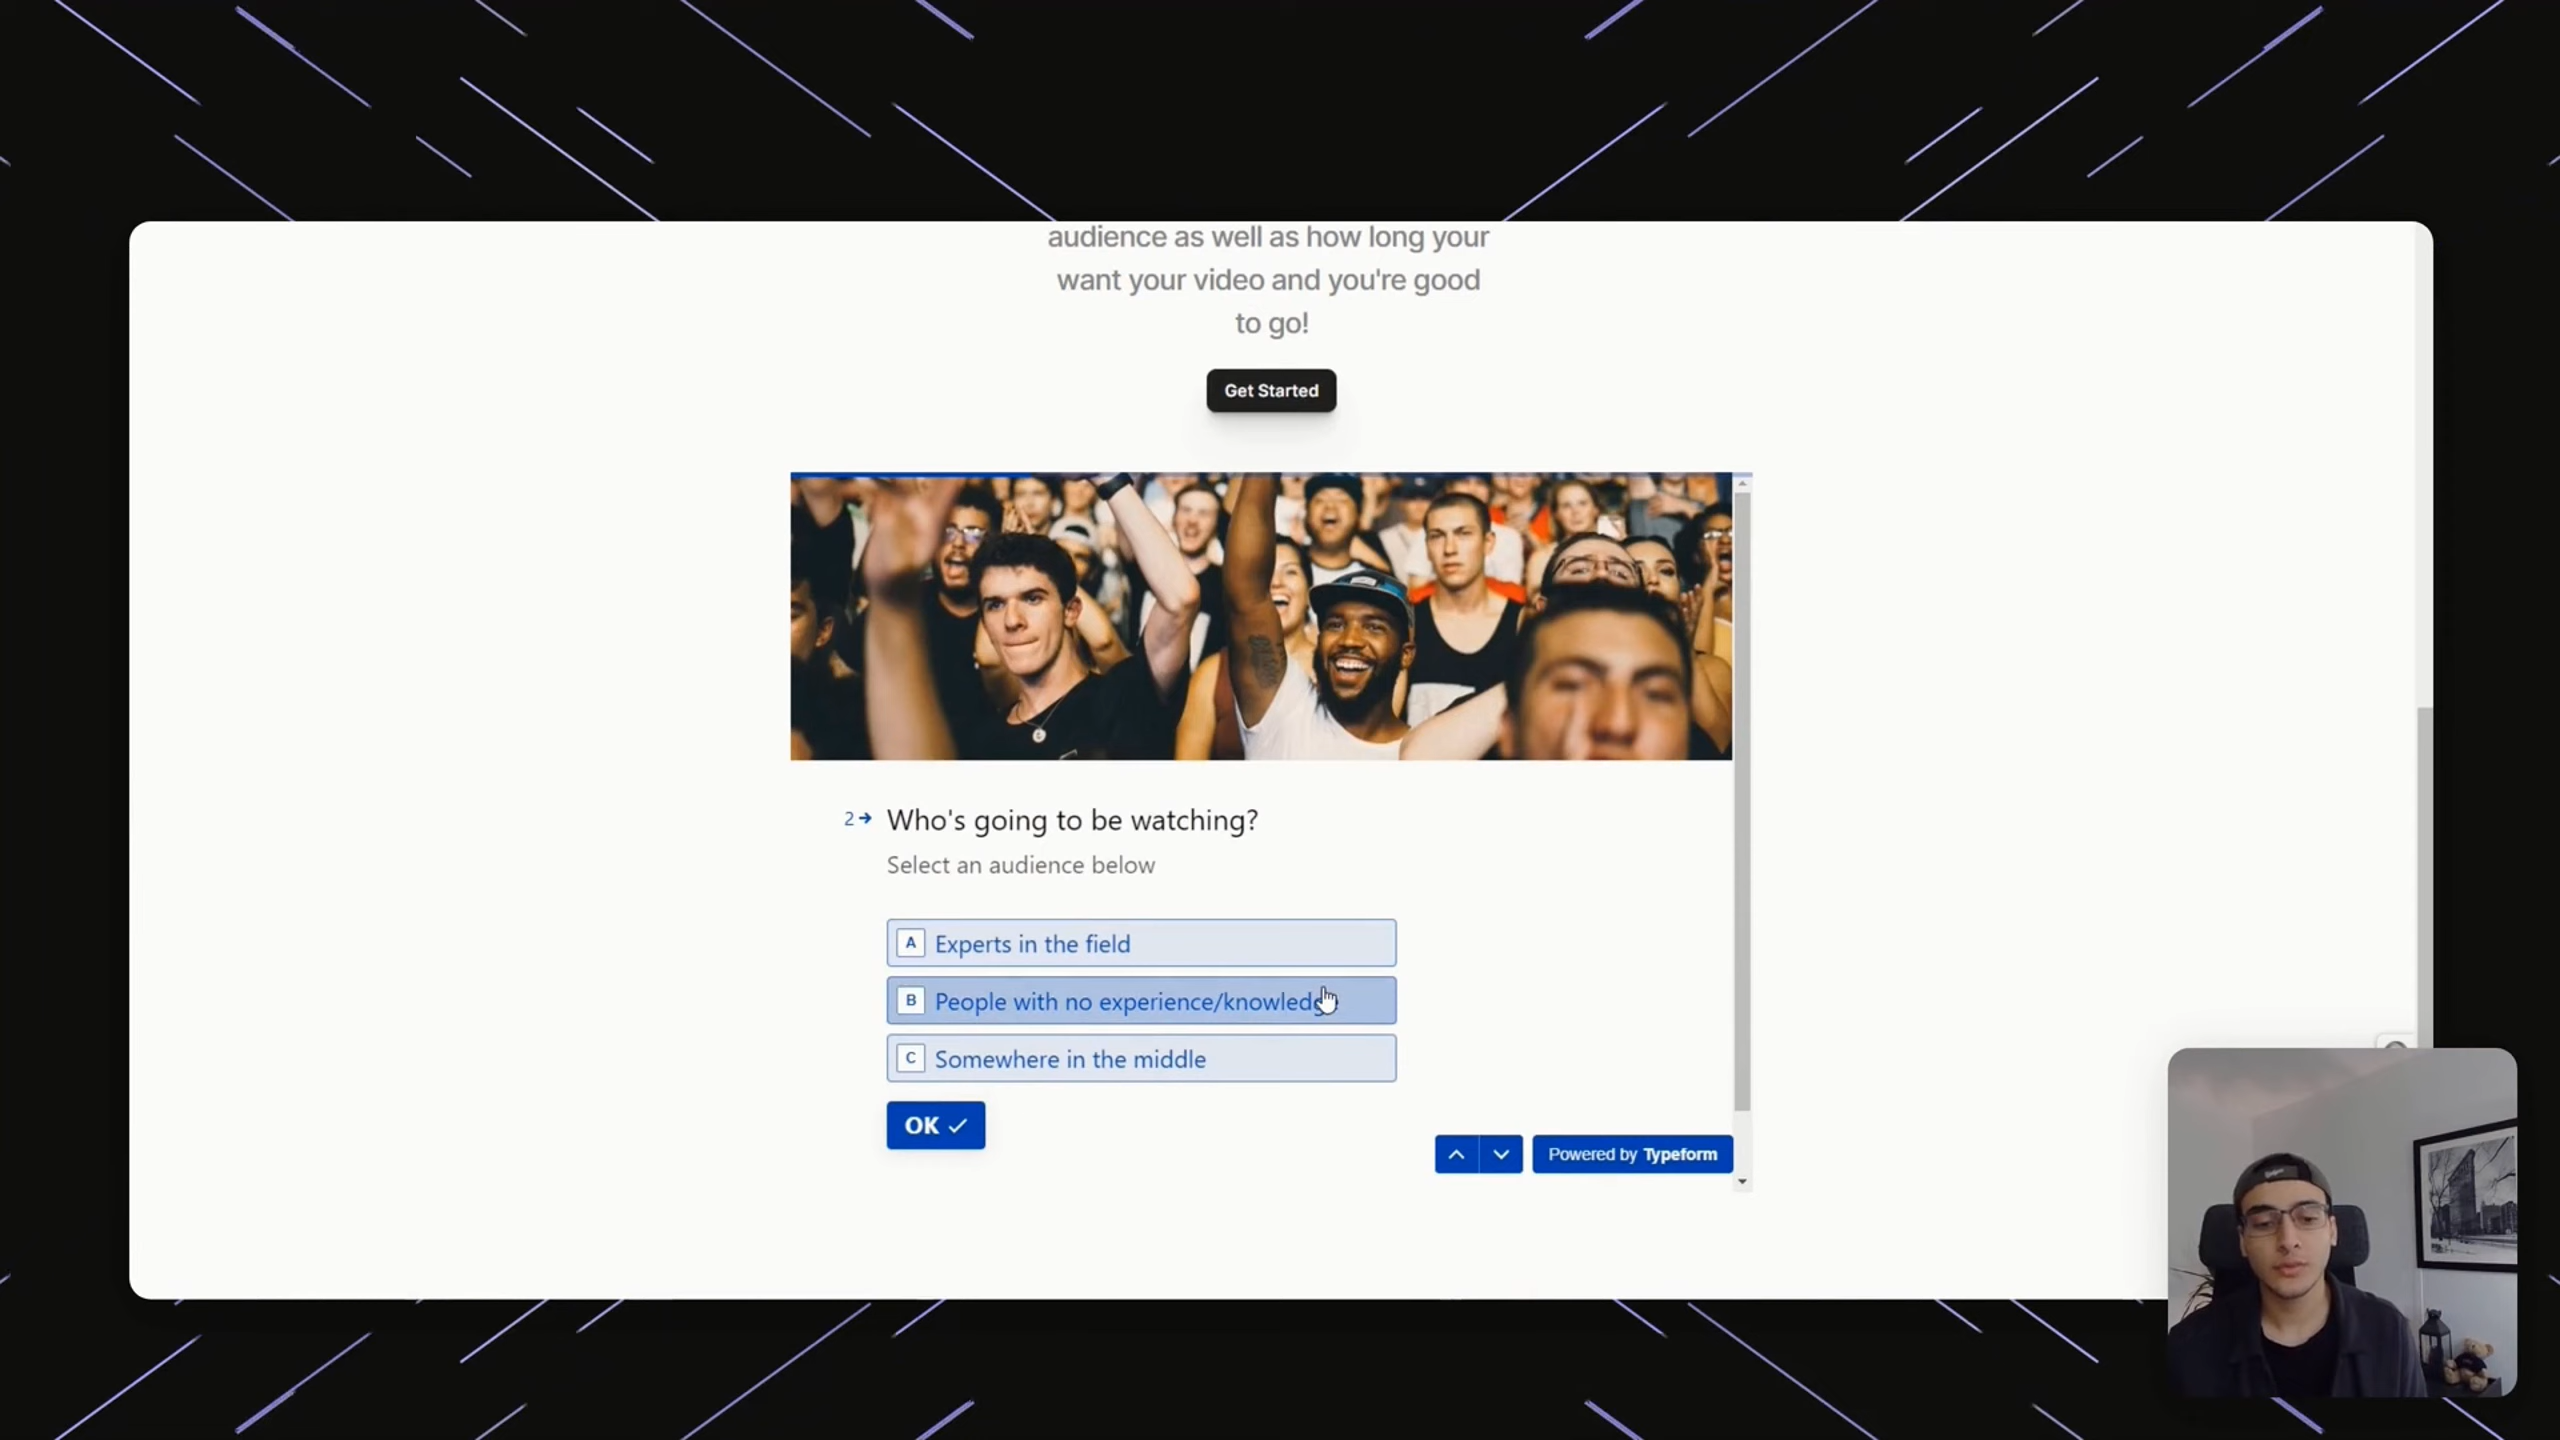 audience as well as how long your
want your video and you're good
to go!
Get Started
2 Who's going to be watching?
Select an audience below
A Experts in the field
B People with no experience/knowledge
C Somewhere in the middle
OK
Powered by Typeform